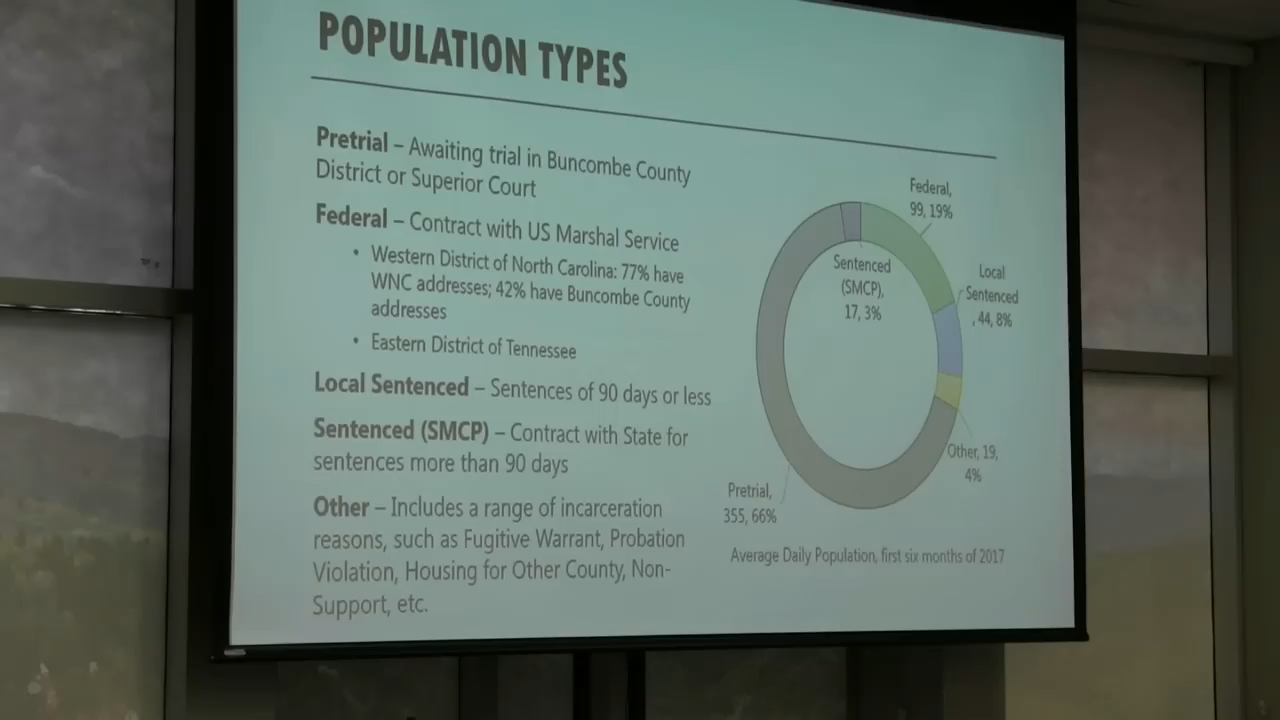 POPULATION TYPES
Pretrial – Awaiting trial in Buncombe County
District or Superior Court
Federal – Contract with US Marshal Service
• Western District of North Carolina: 77% have
WNC addresses; 42% have Buncombe County
addresses
• Eastern District of Tennessee
Local Sentenced – Sentences of 90 days or less
Sentenced (SMCP) – Contract with State for
sentences more than 90 days
Other – Includes a range of incarceration
reasons, such as Fugitive Warrant, Probation
Violation, Housing for Other County, Non-
Support, etc.
Federal,
99, 19%
Sentenced
(SMCP),
17, 3%
Local
Sentenced
, 44, 8%
Other, 19,
4%
Pretrial,
355, 66%
Average Daily Population, first six months of 2017